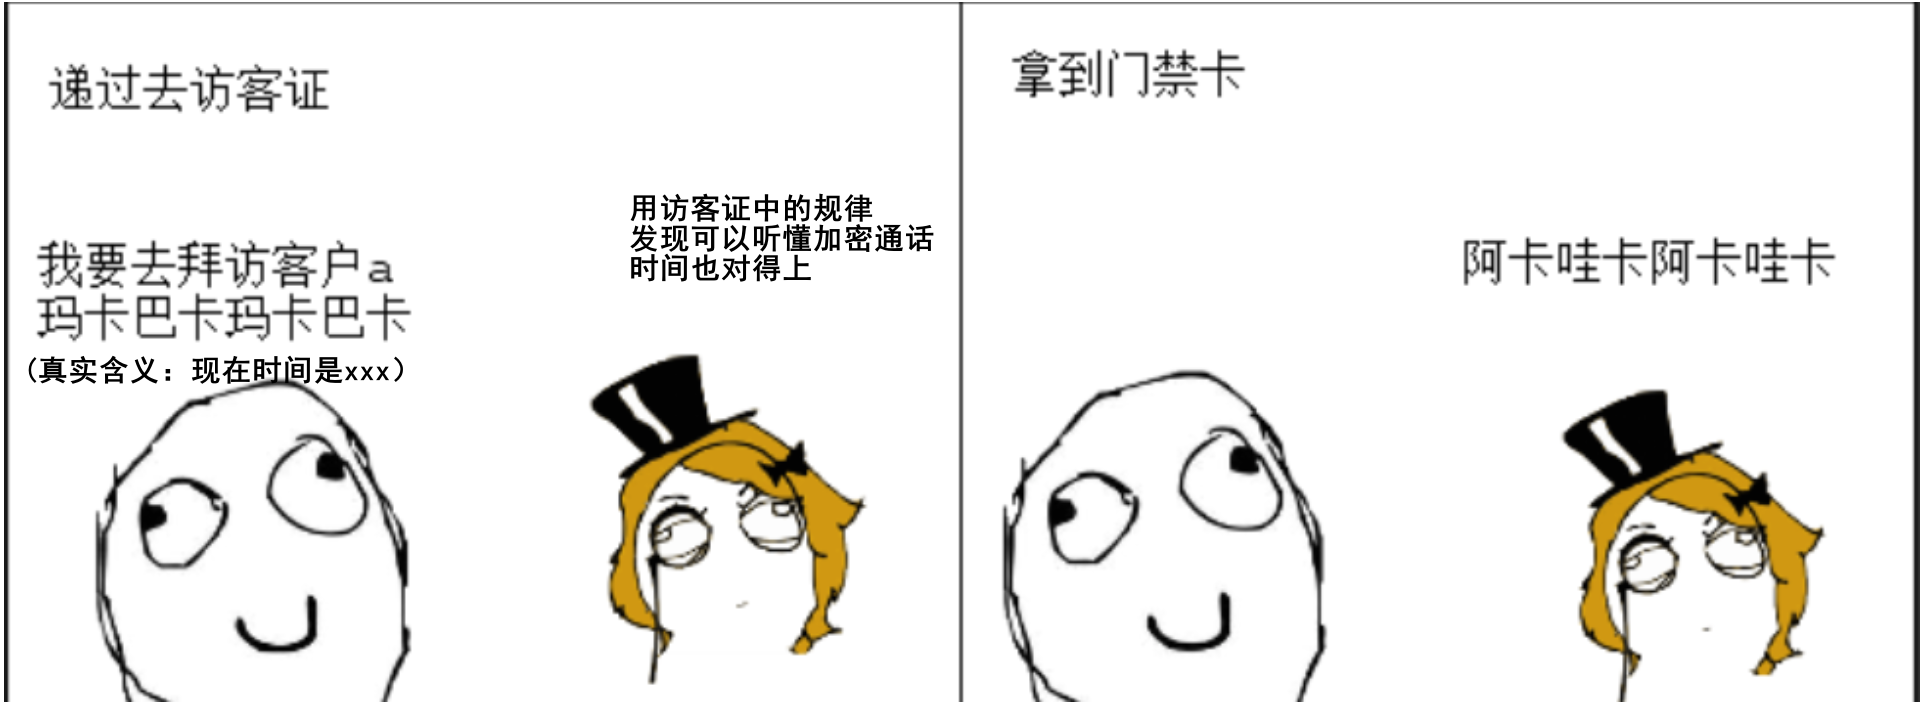 递过去访客证
我要去拜访客户a
玛卡巴卡玛卡巴卡
（真实含义：现在时间是xxx）
用访客证中的规律
发现可以听懂加密通话
时间也对得上
拿到门禁卡
阿卡哇卡阿卡哇卡